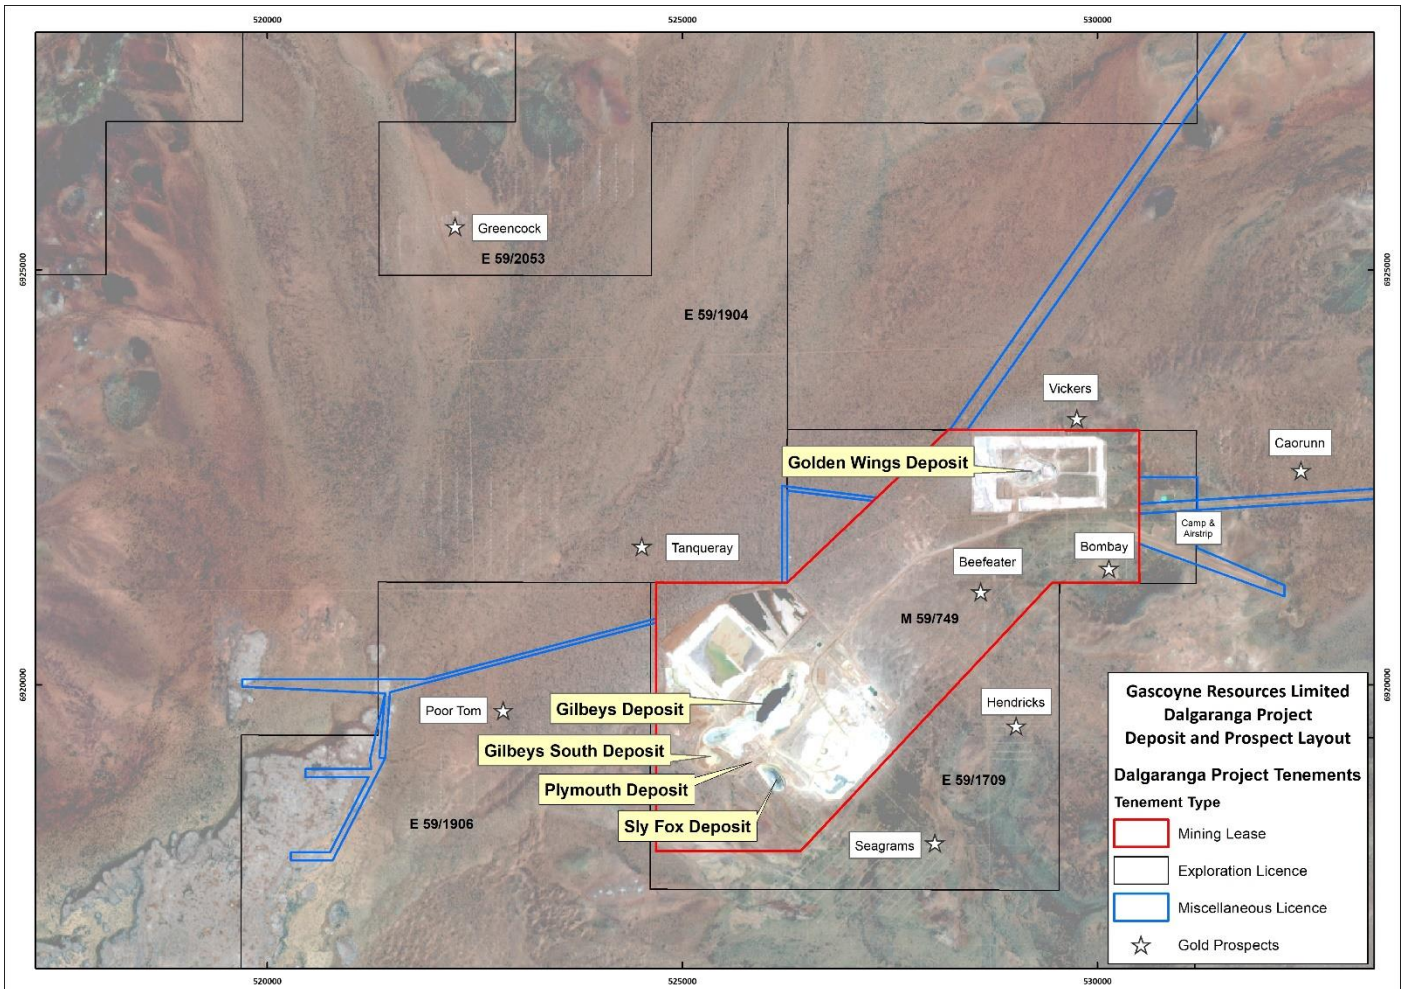 520000
525000
530000
6925000
6925000
Greencock
E 59/2053
E 59/1904
Vickers
Caorunn
Golden Wings Deposit
Camp &
Airstrip
Tanqueray
Bombay
Beefeater
M 59/749
6920000
6920000
Poor Tom
Gilbeys Deposit
Hendricks
Gilbeys South Deposit
Plymouth Deposit
E 59/1709
E 59/1906
Sly Fox Deposit
Seagrams
Gascoyne Resources Limited
Dalgaranga Project
Deposit and Prospect Layout
Dalgaranga Project Tenements
Tenement Type
Mining Lease
Exploration Licence
Miscellaneous Licence
Gold Prospects
520000
525000
530000